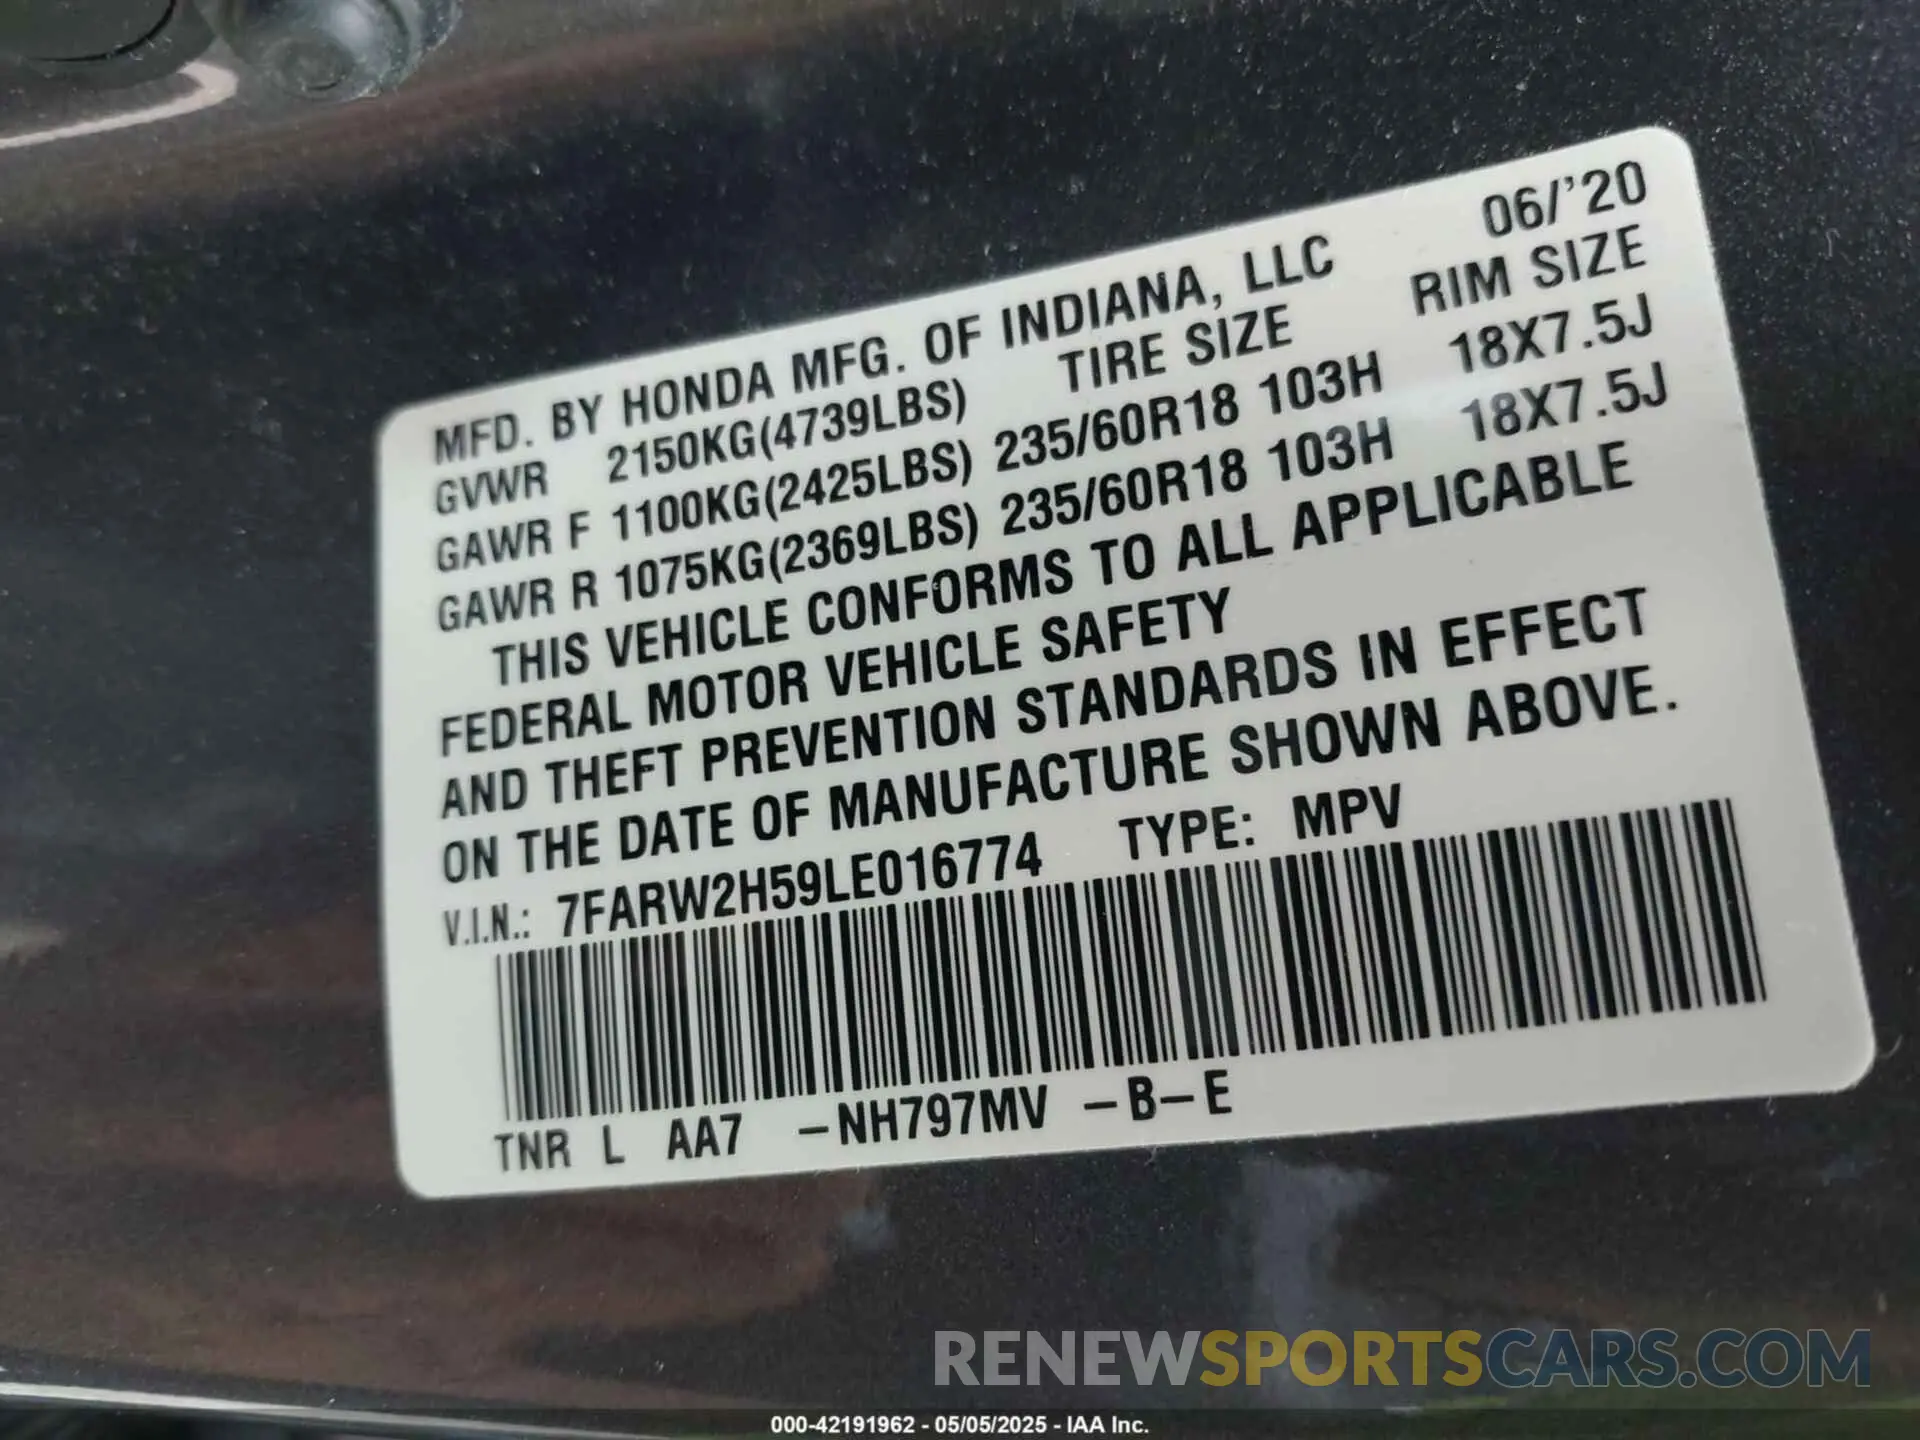 MFD. BY HONDA MFG. OF INDIANA, LLC 06/'20
GVWR 2150KG(4739LBS) TIRE SIZE RIM SIZE
GAWR F 1100KG(2425LBS) 235/60R18 103H 18X7.5J
GAWR R 1075KG(2369LBS) 235/60R18 103H 18X7.5J
THIS VEHICLE CONFORMS TO ALL APPLICABLE
FEDERAL MOTOR VEHICLE SAFETY
AND THEFT PREVENTION STANDARDS IN EFFECT
ON THE DATE OF MANUFACTURE SHOWN ABOVE.
V.I.N.: 7FARW2H59LE016774 TYPE: MPV
TNR L AA7 -NH797MV -B-E
RENEWSPORTSCARS.COM
000-42191962 - 05/05/2025 - IAA Inc.